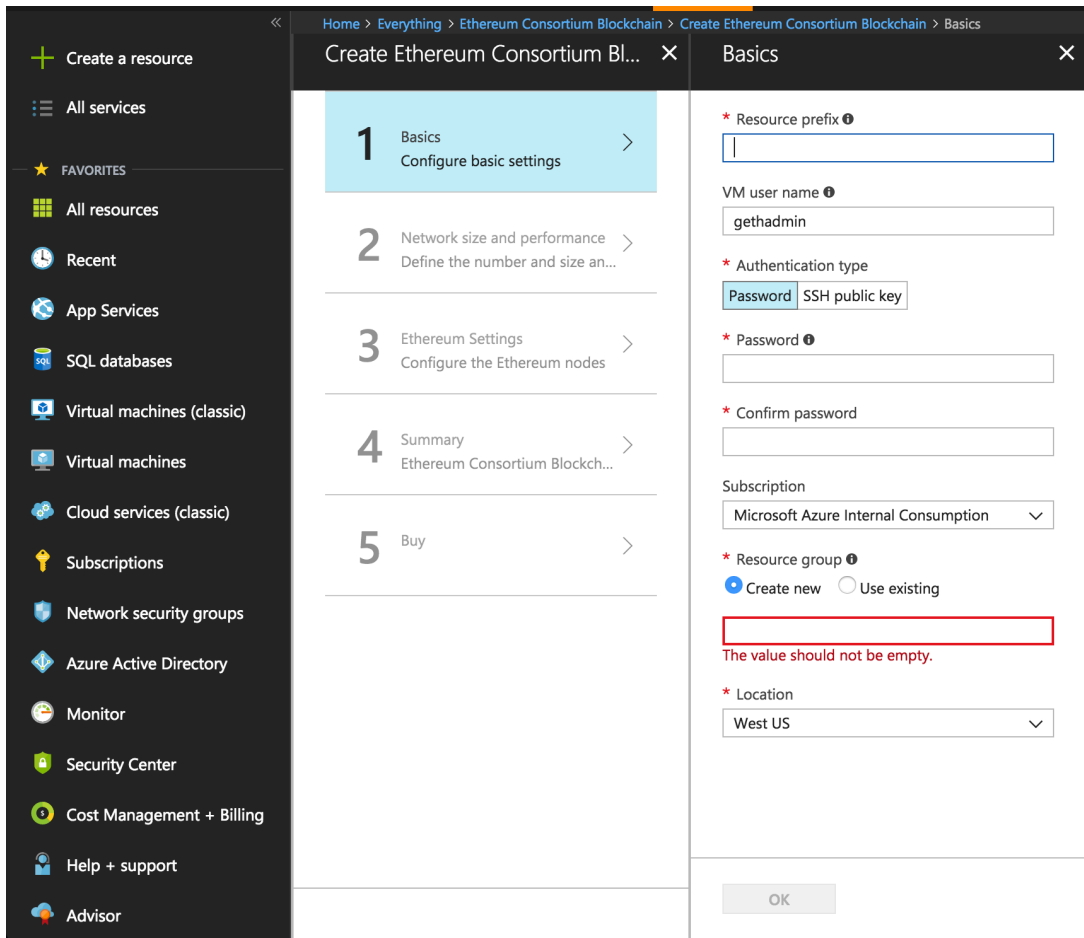 «
Create a resource
All services
FAVORITES
All resources
Recent
App Services
SQL
SQL databases
Virtual machines (classic)
Virtual machines
Cloud services (classic)
Subscriptions
Network security groups
Azure Active Directory
Monitor
Security Center
Cost Management + Billing
Help + support
Advisor
Home > Everything > Ethereum Consortium Blockchain > Create Ethereum Consortium Blockchain > Basics
Create Ethereum Consortium Bl...
1
Basics
Configure basic settings
2
Network size and performance
Define the number and size an...
3
Ethereum Settings
Configure the Ethereum nodes
4
Summary
Ethereum Consortium Blockch...
5
Buy
Basics
* Resource prefix
VM user name
gethadmin
* Authentication type
Password SSH public key
* Password
* Confirm password
Subscription
Microsoft Azure Internal Consumption
* Resource group
Create new Use existing
The value should not be empty.
* Location
West US
OK